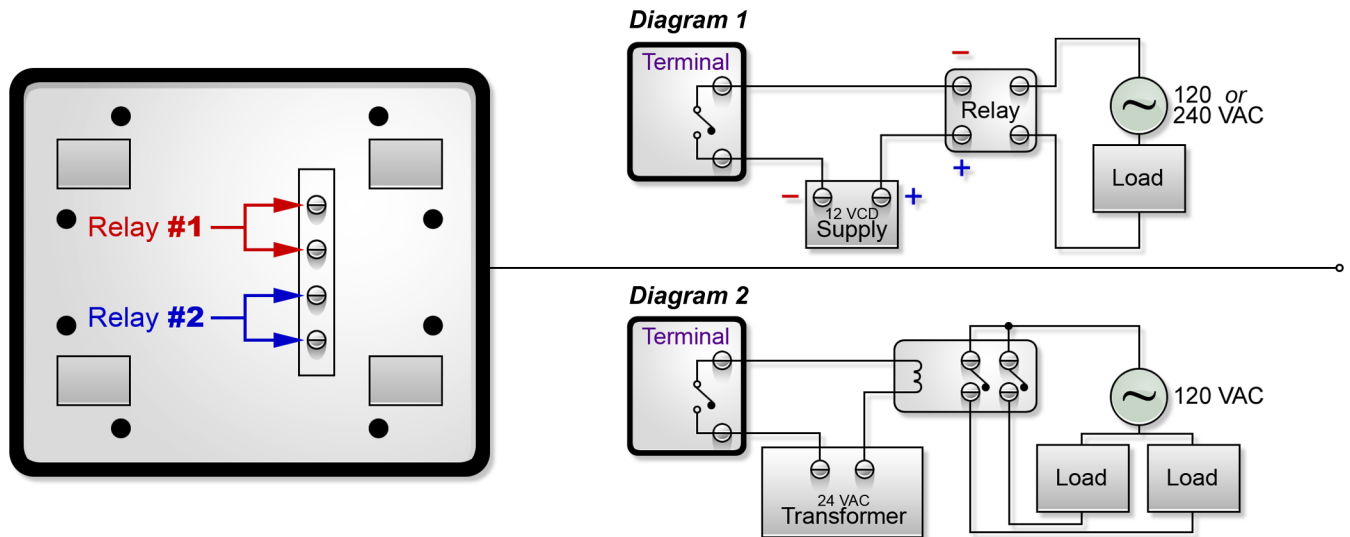 Relay #1
Relay #2
Diagram 1
Terminal
−
Relay
+
120 or
240 VAC
Load
−
+
12 VCD
Supply
Diagram 2
Terminal
120 VAC
Load
Load
24 VAC
Transformer